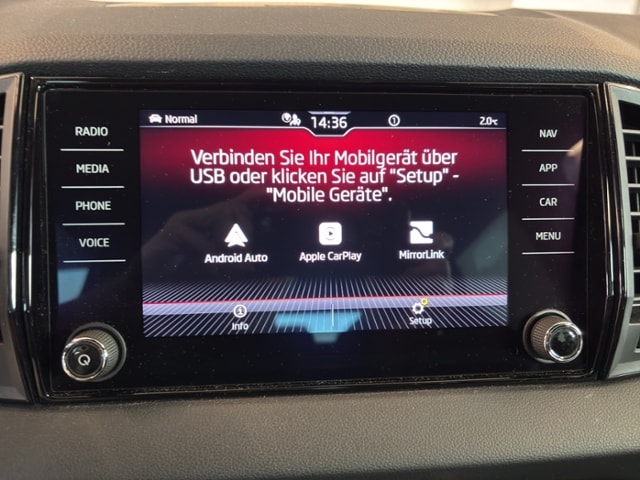 Normal 14:36 2.0°C
RADIO
MEDIA
PHONE
VOICE
Verbinden Sie Ihr Mobilgerät über
USB oder klicken Sie auf "Setup" -
"Mobile Geräte".
Android Auto Apple CarPlay MirrorLink
Info Setup
NAV
APP
CAR
MENU